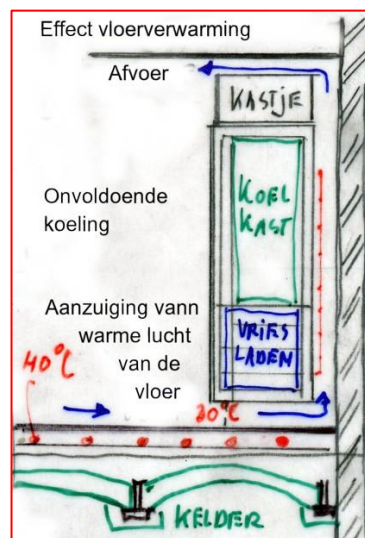 Effect vloerverwarming
Afvoer
KASTJE
Onvoldoende
koeling
KOEL
KAST
Aanzuiging vann
warme lucht
van de
vloer
VRIES
LADEN
40°C
30°C
KELDER